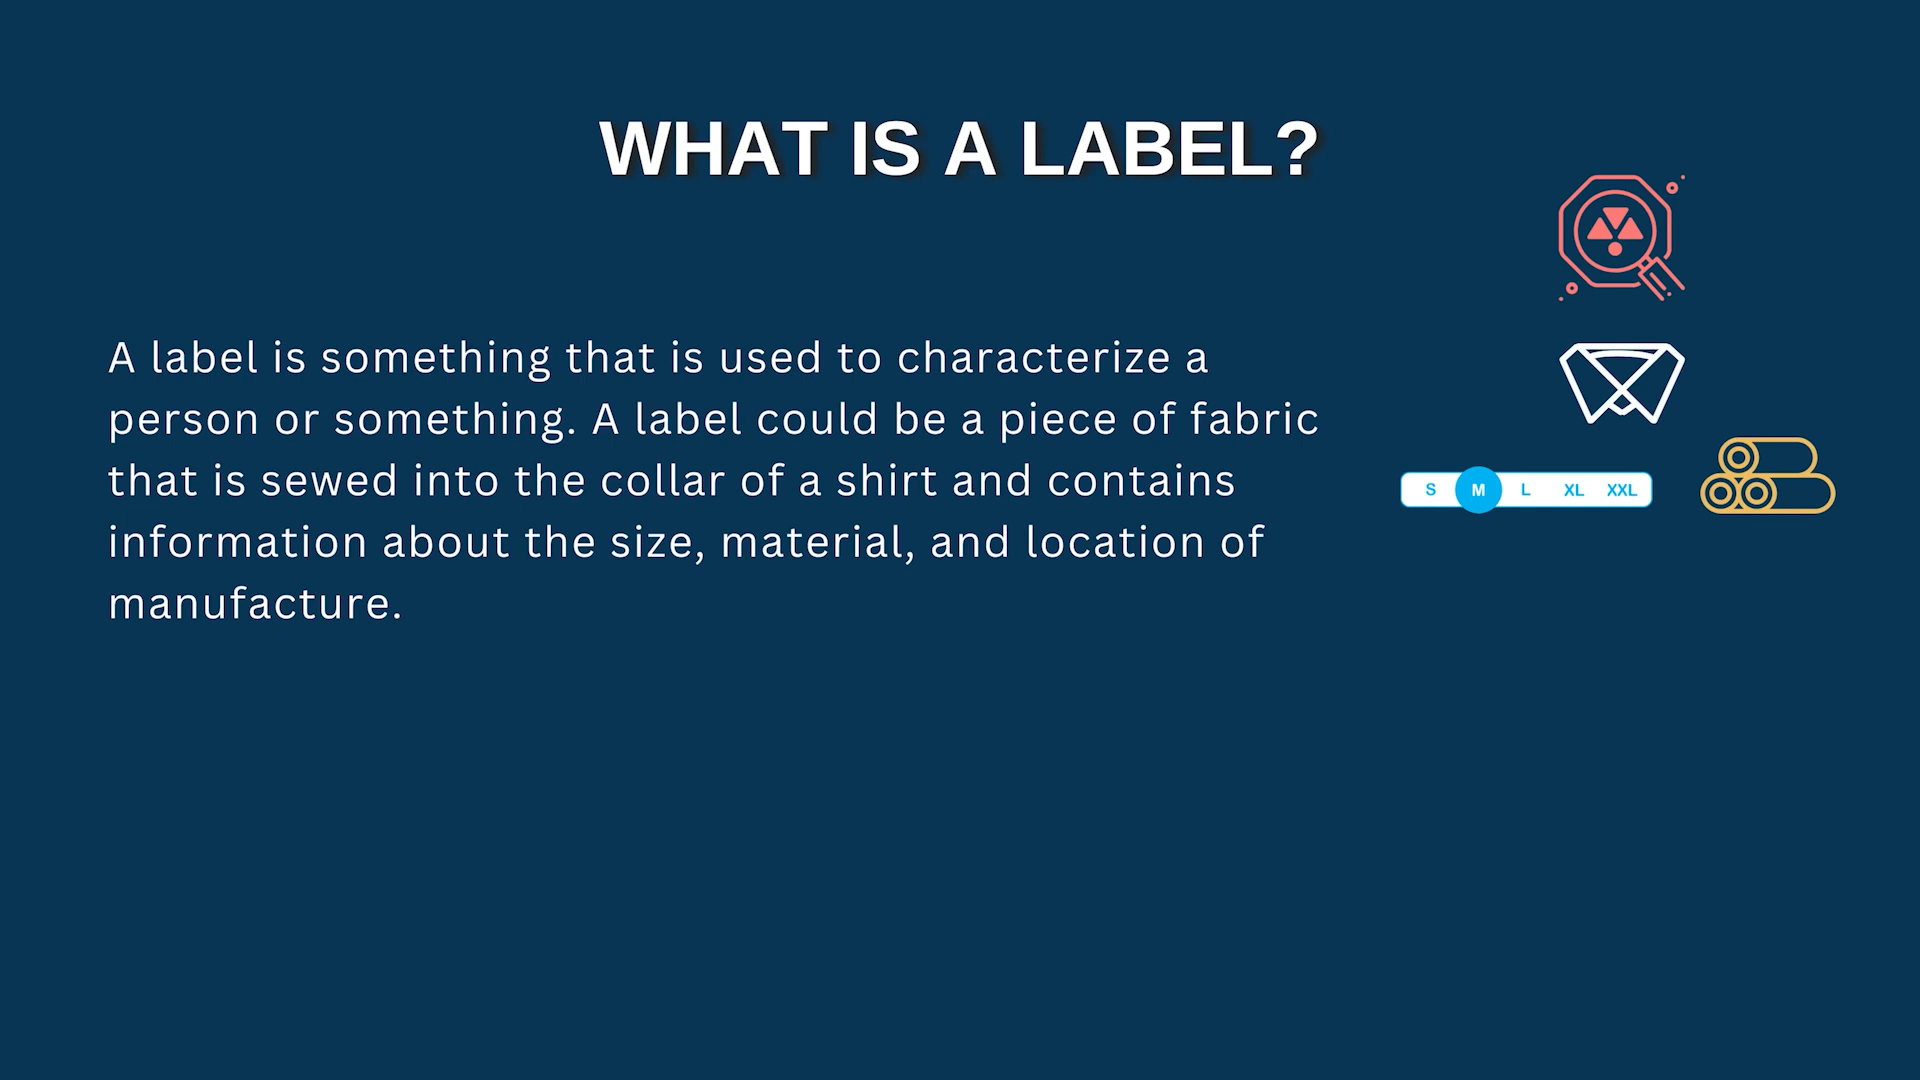 WHAT IS A LABEL?
A label is something that is used to characterize a
person or something. A label could be a piece of fabric
that is sewed into the collar of a shirt and contains
information about the size, material, and location of
manufacture.
S M L XL XXL